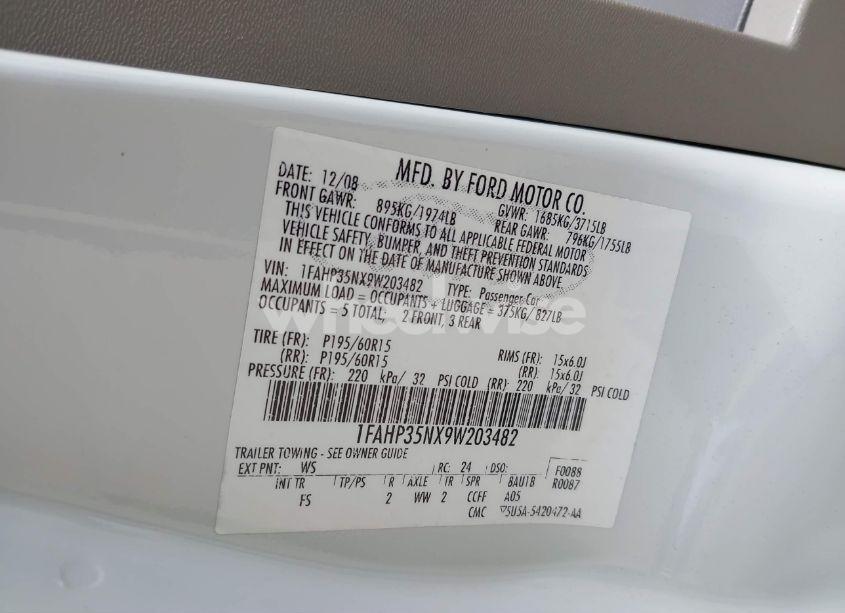 MFD. BY FORD MOTOR CO.
DATE: 12/08 GVWR: 1685KG/3715LB
FRONT GAWR: 895KG/1974LB REAR GAWR: 796KG/1755LB
THIS VEHICLE CONFORMS TO ALL APPLICABLE FEDERAL MOTOR
VEHICLE SAFETY, BUMPER, AND THEFT PREVENTION STANDARDS
IN EFFECT ON THE DATE OF MANUFACTURE SHOWN ABOVE
VIN: 1FAHP35NX9W203482 TYPE: Passenger Car
MAXIMUM LOAD = OCCUPANTS + LUGGAGE = 375KG/827LB
OCCUPANTS = 5 TOTAL; 2 FRONT, 3 REAR
wheelvibe
TIRE (FR): P195/60R15 RIMS (FR): 15x6.0J
(RR): P195/60R15 (RR): 15x6.0J
PRESSURE (FR): 220 kPa/ 32 PSI COLD (RR): 220 kPa/ 32 PSI COLD
1FAHP35NX9W203482
TRAILER TOWING - SEE OWNER GUIDE
EXT PNT: WS RC: 24 DSO: F0088
INT TR TP/PS R AXLE TR SPR BAU1B R0087
FS 2 WW 2 CCFF A05
CMC 5U5A-5420472-AA